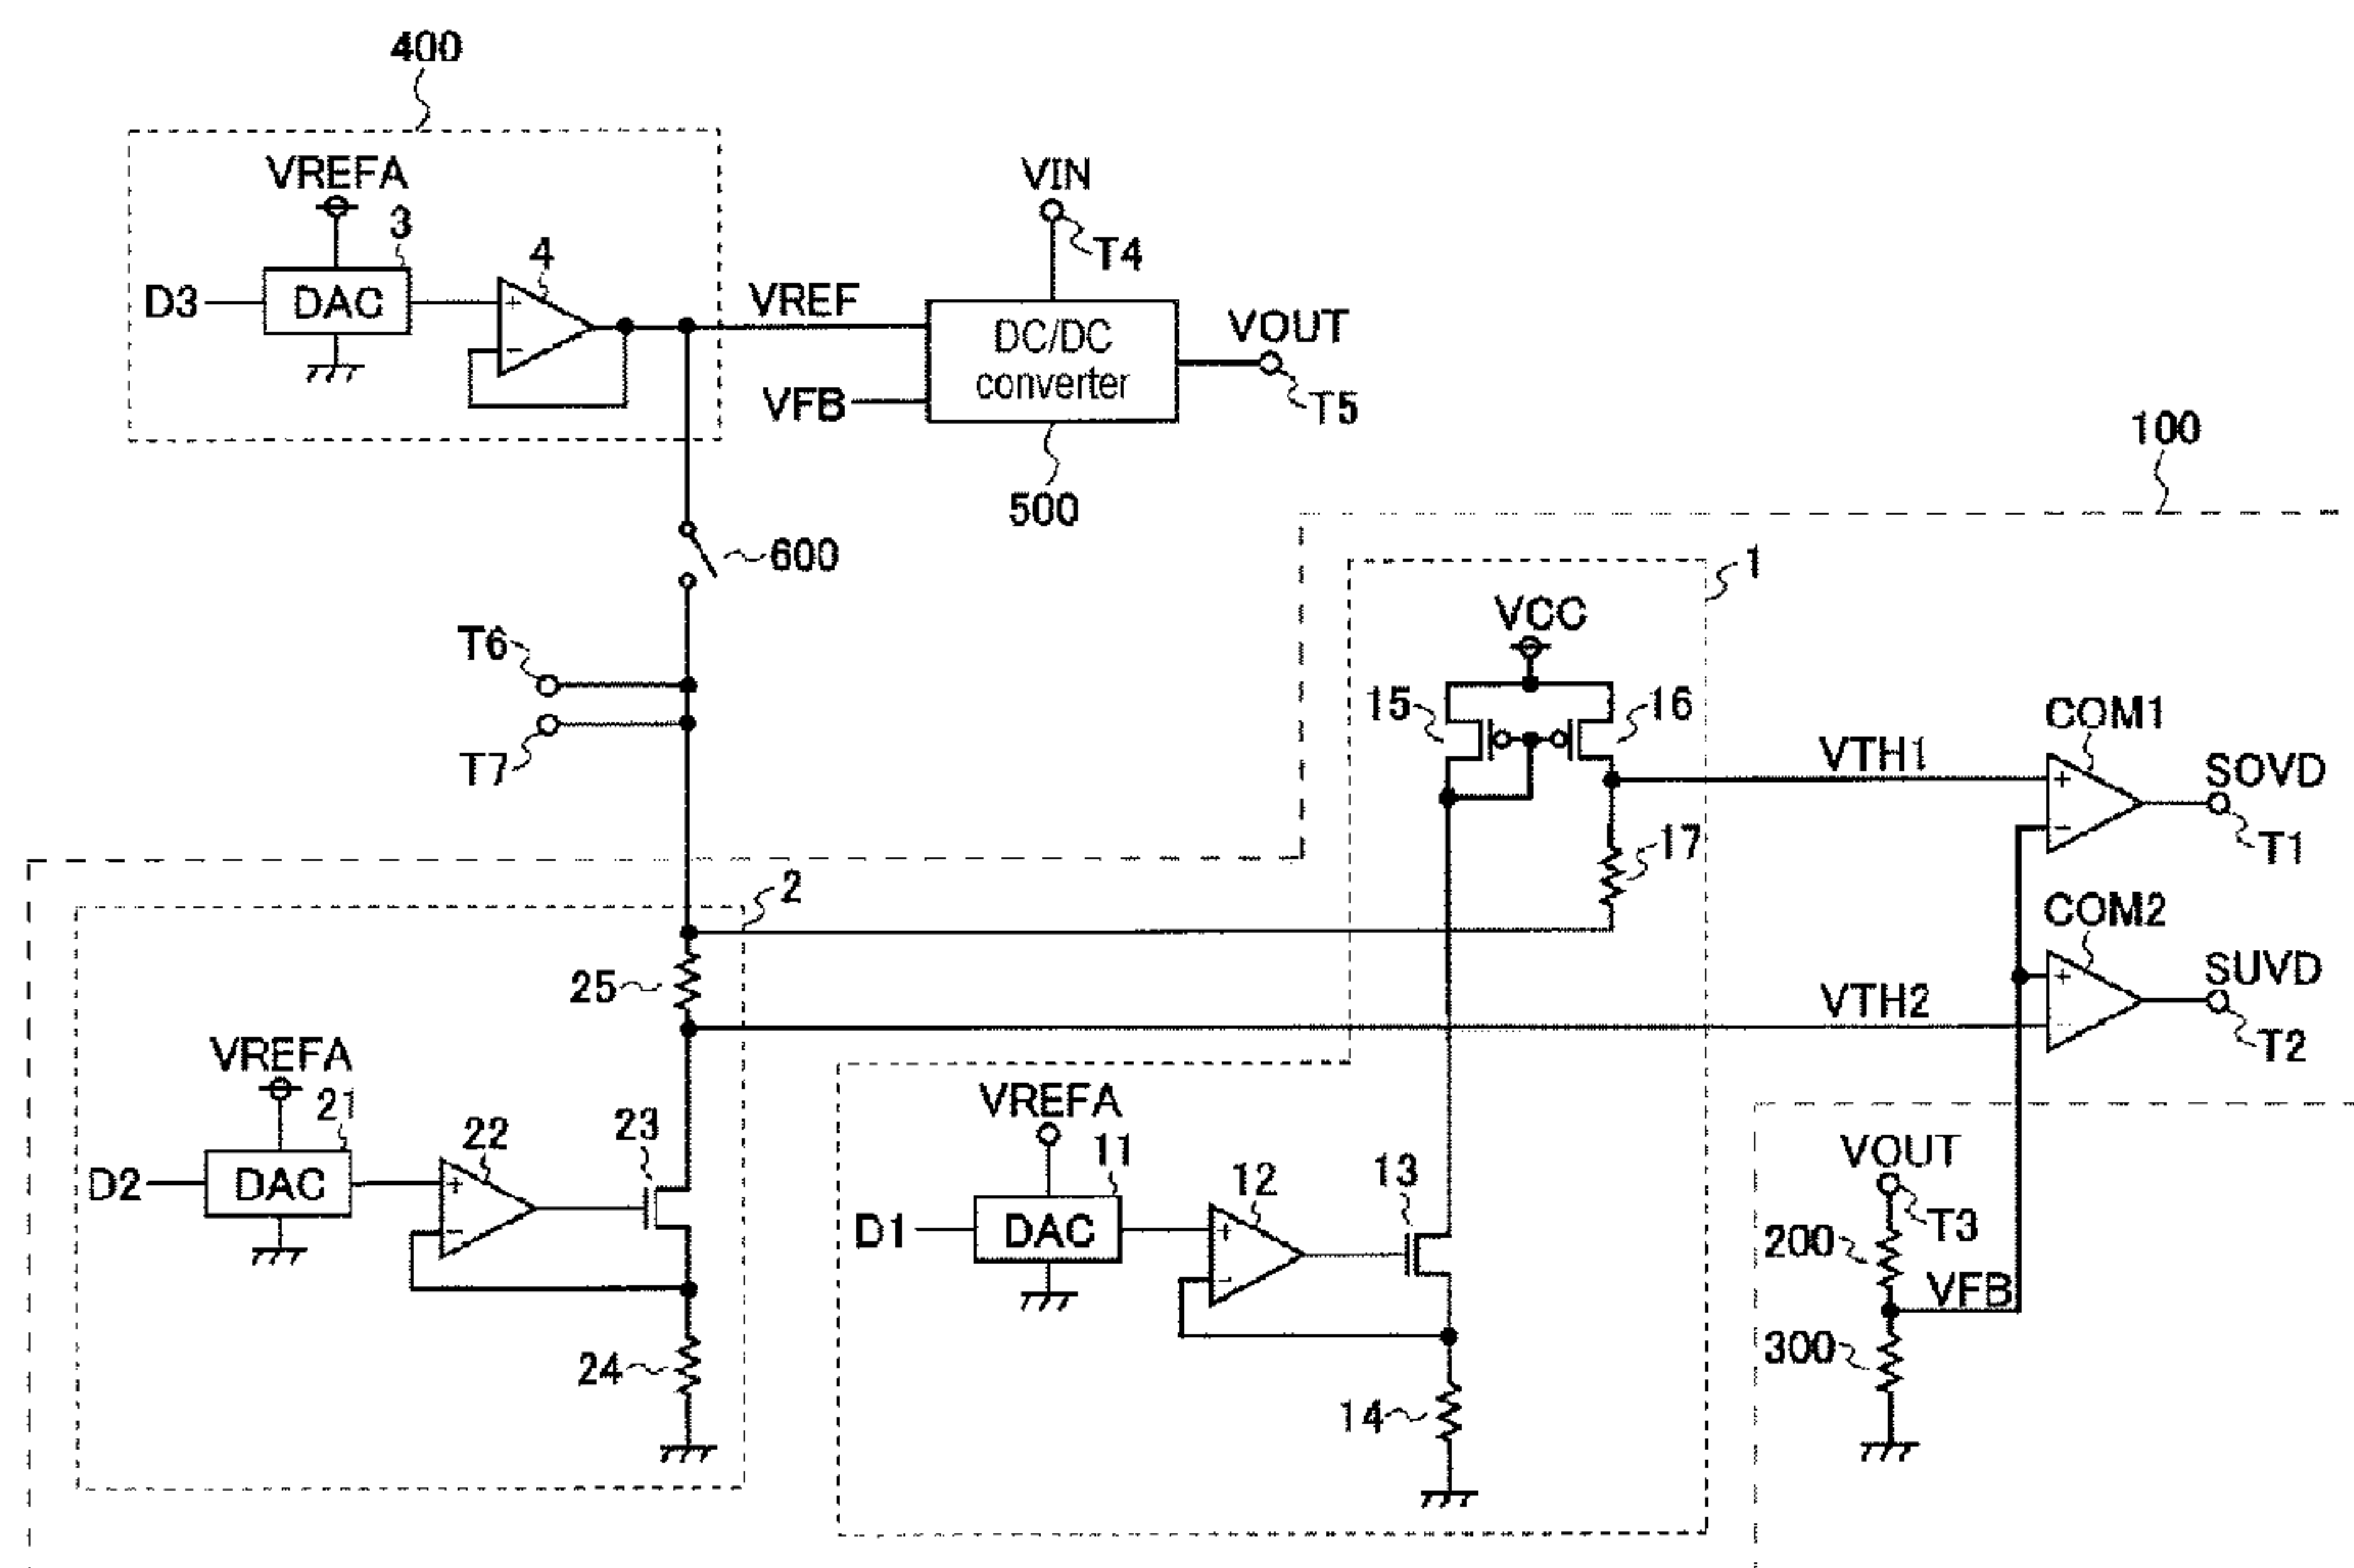 400
VREFA
3
D3
DAC
4
VREF
VFB
VIN
T4
DC/DC
converter
VOUT
T5
500
100
600
T6
T7
1
VCC
15
16
17
VTH1
COM1
SOVD
T1
COM2
SUVD
T2
VTH2
2
25
VREFA
21
D2
DAC
22
23
24
VREFA
11
D1
DAC
12
13
14
VOUT
T3
200
VFB
300